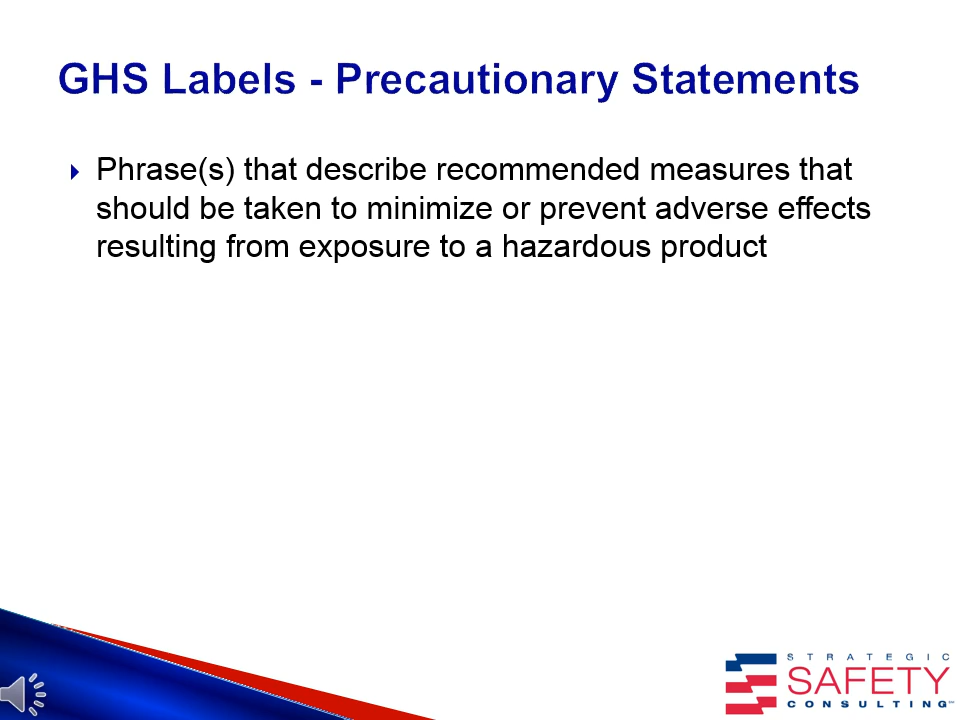 GHS Labels - Precautionary Statements
Phrase(s) that describe recommended measures that
should be taken to minimize or prevent adverse effects
resulting from exposure to a hazardous product
STRATEGIC
SAFETY
CONSULTING